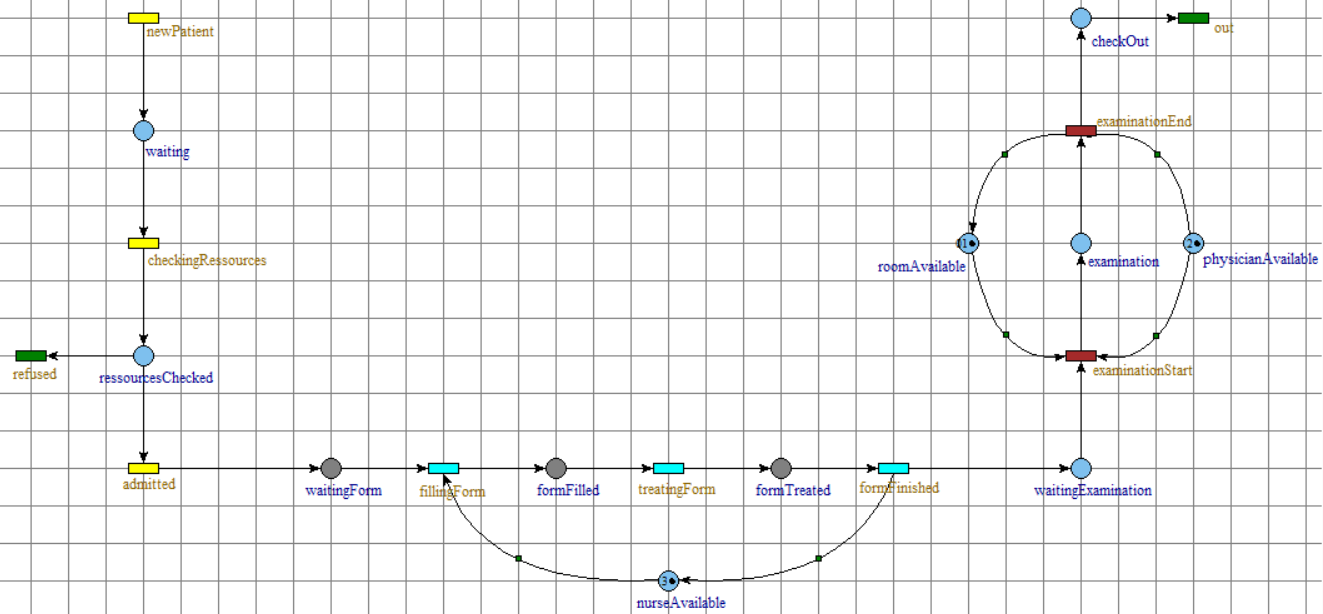 newPatient
checkOut
out
examinationEnd
waiting
checkingRessources
1
2
roomAvailable
examination
physicianAvailable
refused
ressourcesChecked
examinationStart
admitted
waitingForm
fillingForm
formFilled
treatingForm
formTreated
formFinished
waitingExamination
3
nurseAvailable